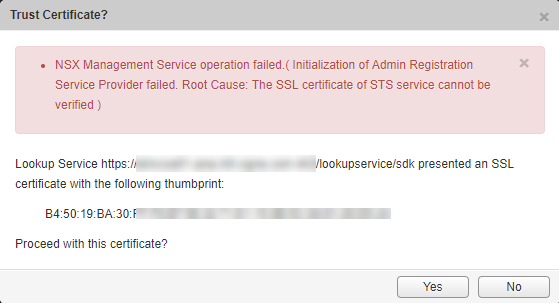 Trust Certificate?
NSX Management Service operation failed.( Initialization of Admin Registration
Service Provider failed. Root Cause: The SSL certificate of STS service cannot be
verified )
Lookup Service https:// /lookupservice/sdk presented an SSL
certificate with the following thumbprint:
B4:50:19:BA:30:
Proceed with this certificate?
Yes No